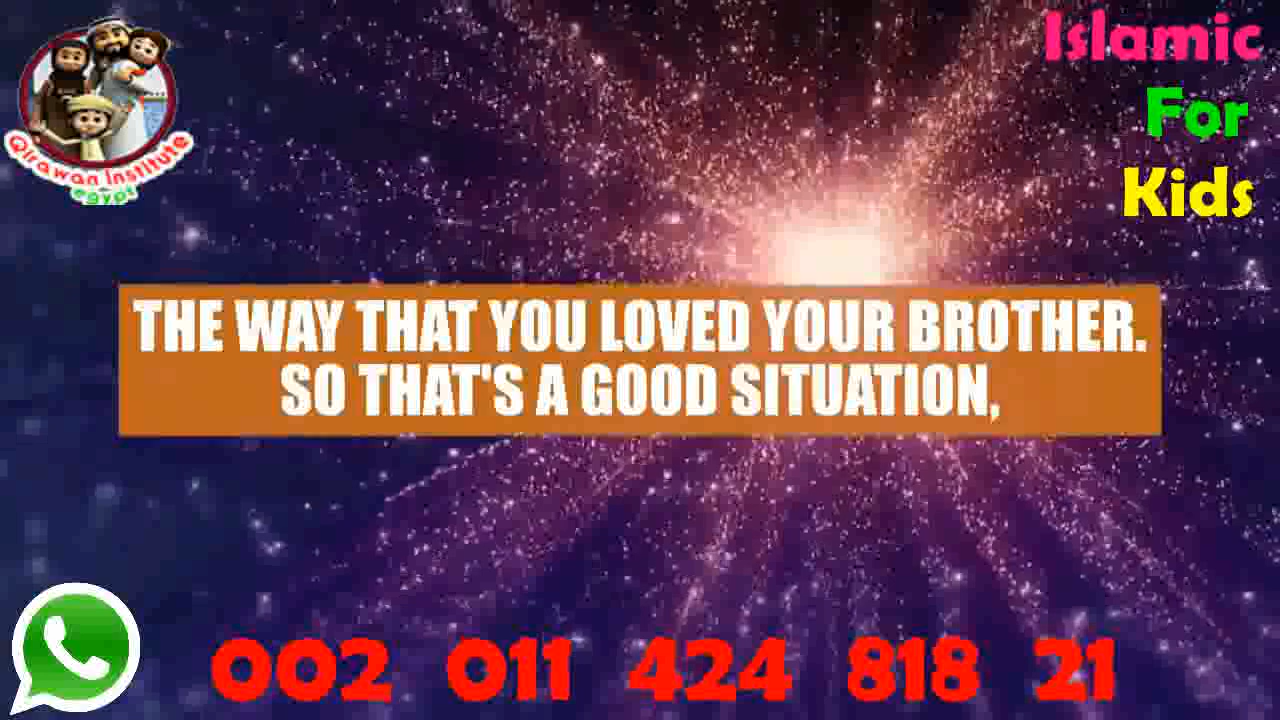 Qirawan Institute
egypt
Islamic
For
Kids
THE WAY THAT YOU LOVED YOUR BROTHER.
SO THAT'S A GOOD SITUATION,
002 011 424 818 21